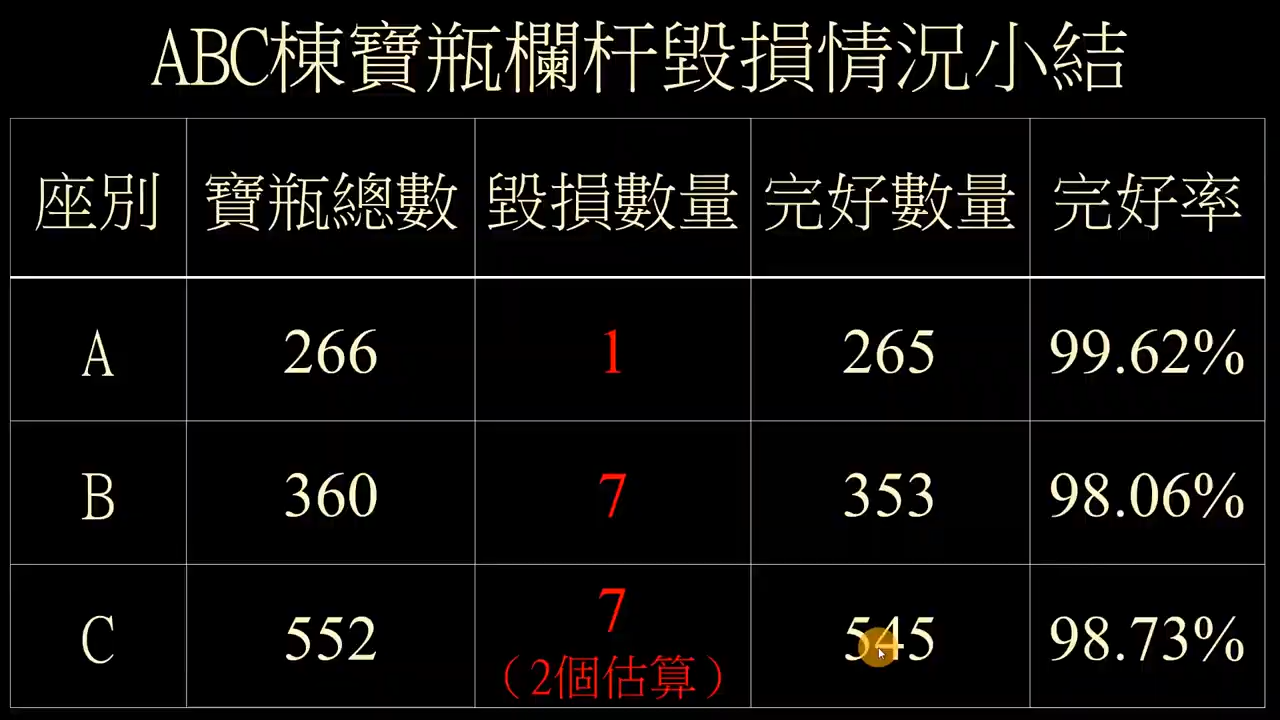 ABC棟寶瓶欄杆毀損情況小結
座別 寶瓶總數 毀損數量 完好數量 完好率
A 266 1 265 99.62%
B 360 7 353 98.06%
C 552 7 545 98.73%
（2個估算）